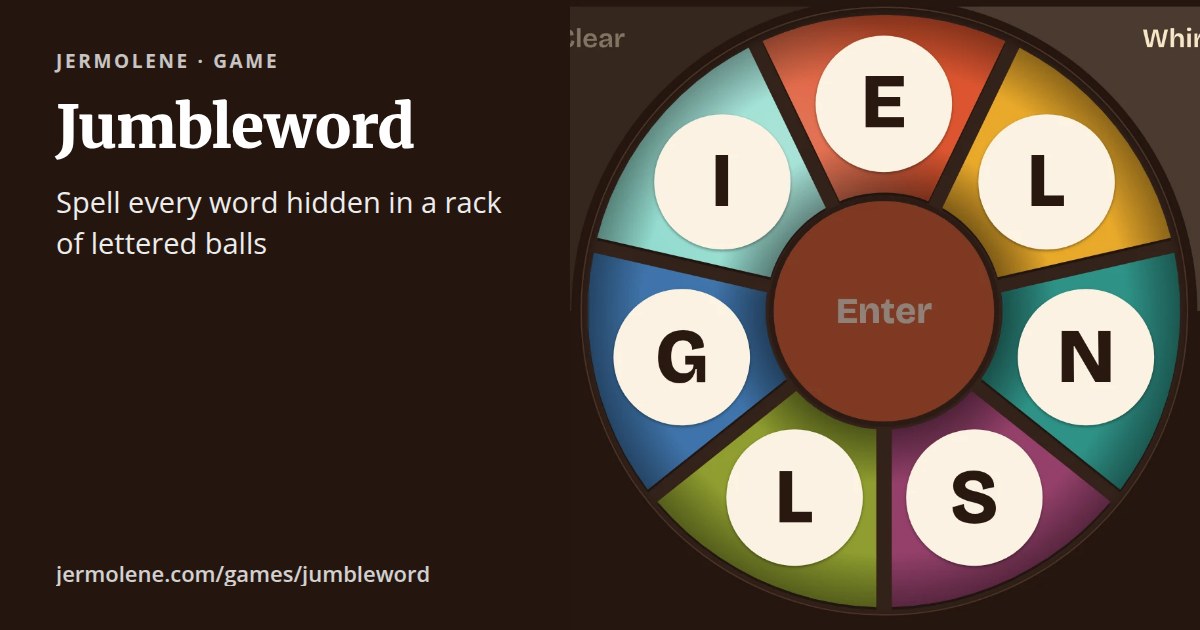 JERMOLENE · GAME
Jumbleword
Spell every word hidden in a rack
of lettered balls
jermolene.com/games/jumbleword
Clear
E
I
L
Enter
G
N
L
S